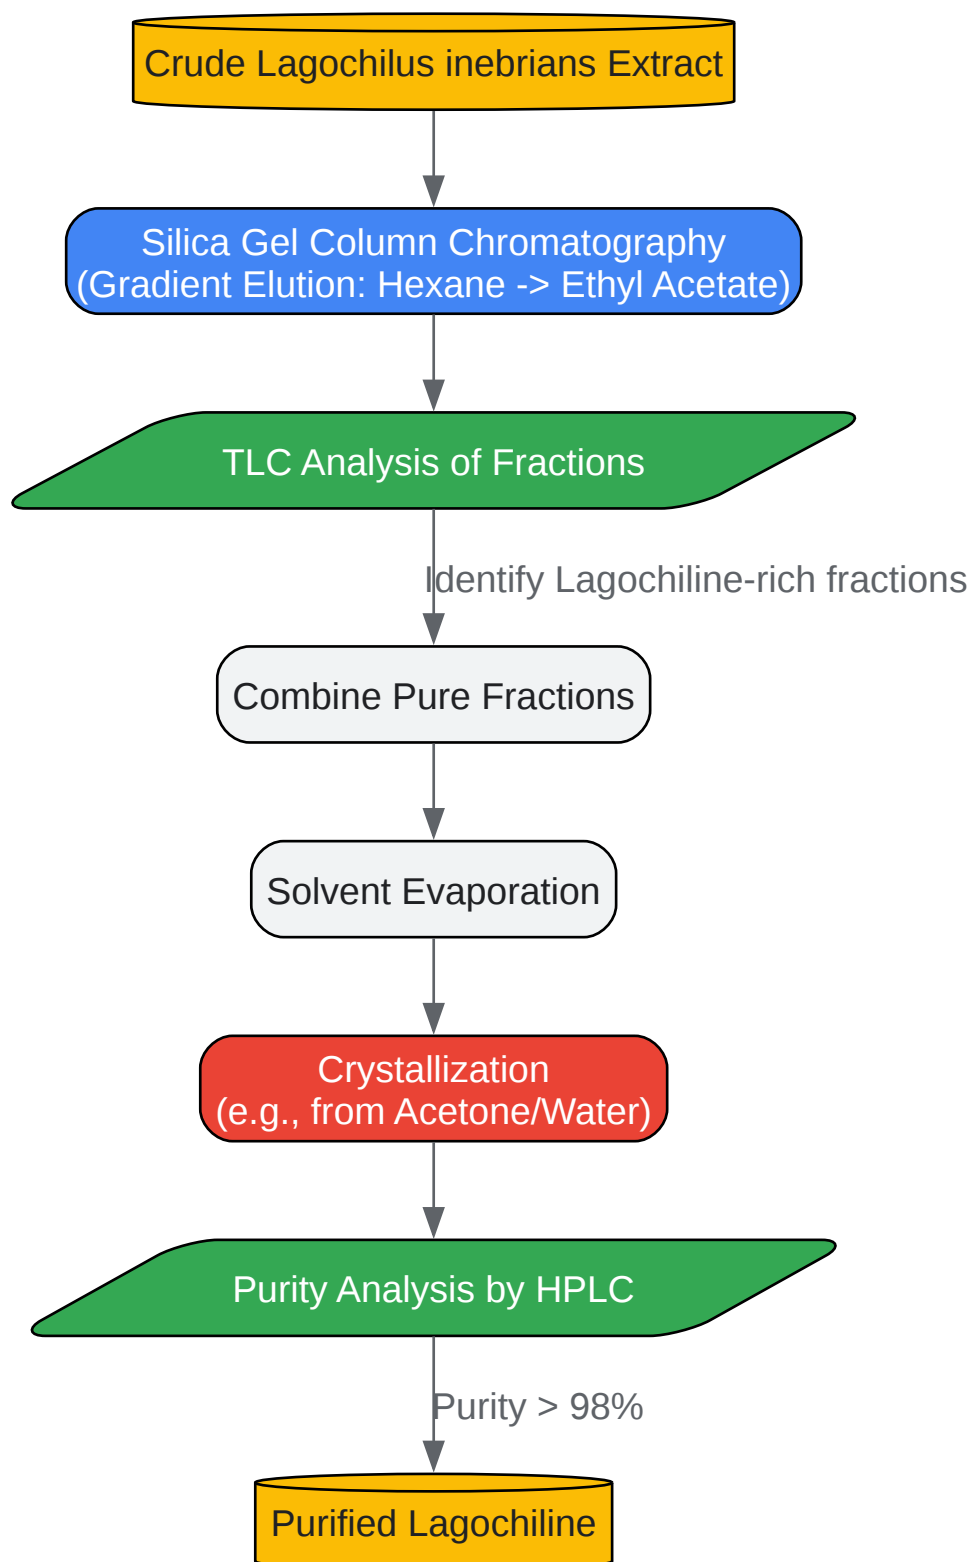 Crude Lagochilus inebrians Extract
Silica Gel Column Chromatography
(Gradient Elution: Hexane -> Ethyl Acetate)
TLC Analysis of Fractions
Identify Lagochiline-rich fractions
Combine Pure Fractions
Solvent Evaporation
Crystallization
(e.g., from Acetone/Water)
Purity Analysis by HPLC
Purity > 98%
Purified Lagochiline